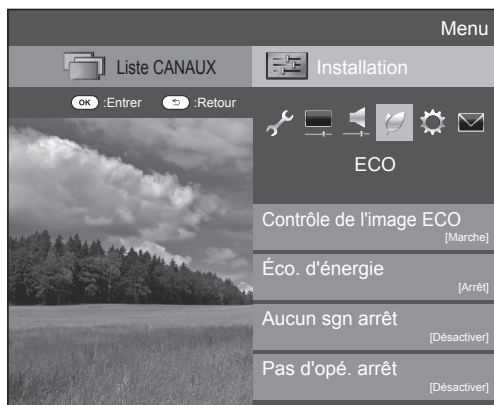 Menu
Liste CANAUX
Installation
OK :Entrer :Retour
ECO
Contrôle de l'image ECO
[Marche]
Éco. d'énergie
[Arrêt]
Aucun sgn arrêt
[Désactiver]
Pas d'opé. arrêt
[Désactiver]